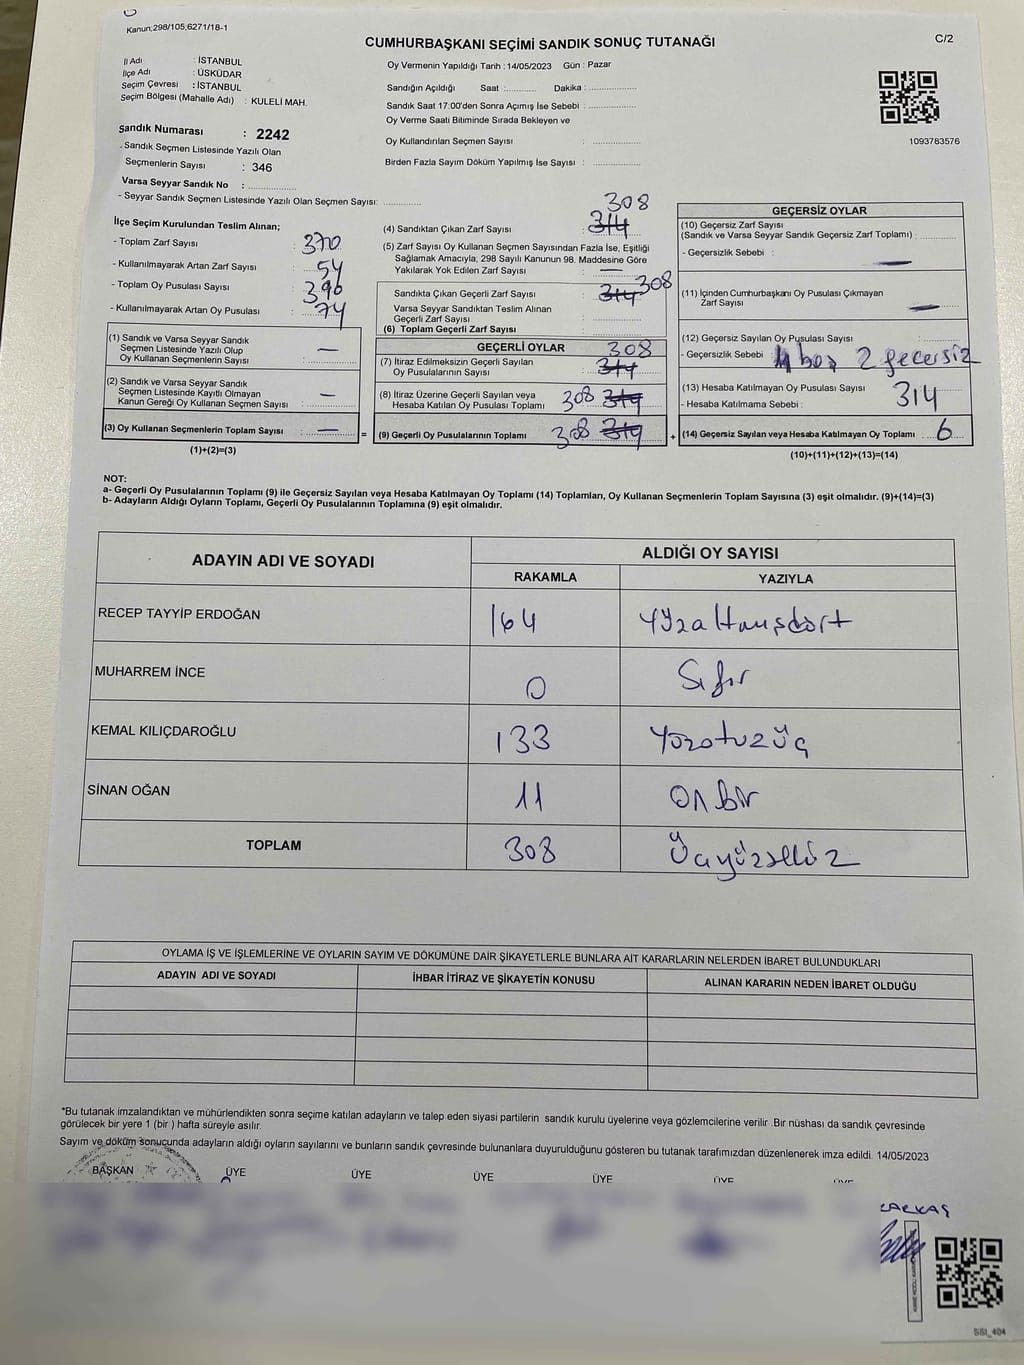 Kanun;298/105;6271/18-1
CUMHURBAŞKANI SEÇİMİ SANDIK SONUÇ TUTANAĞI
C/2
İl Adı : İSTANBUL
İlçe Adı : ÜSKÜDAR
Seçim Çevresi : İSTANBUL
Seçim Bölgesi (Mahalle Adı) : KULELİ MAH.
Oy Vermenin Yapıldığı Tarih : 14/05/2023 Gün : Pazar
Sandığın Açıldığı Saat :............ Dakika : ......................
Sandık Saat 17:00'den Sonra Açımış İse Sebebi : ......................
Oy Verme Saati Bitiminde Sırada Bekleyen ve
Oy Kullandırılan Seçmen Sayısı : ......................
Birden Fazla Sayım Döküm Yapılmış İse Sayısı : ......................
1093783576
Sandık Numarası : 2242
- Sandık Seçmen Listesinde Yazılı Olan
Seçmenlerin Sayısı : 346
Varsa Seyyar Sandık No : ......................
- Seyyar Sandık Seçmen Listesinde Yazılı Olan Seçmen Sayısı: ................
İlçe Seçim Kurulundan Teslim Alınan;
- Toplam Zarf Sayısı : 370
- Kullanılmayarak Artan Zarf Sayısı : 54
- Toplam Oy Pusulası Sayısı : 390
- Kullanılmayarak Artan Oy Pusulası : 74
(1) Sandık ve Varsa Seyyar Sandık
Seçmen Listesinde Yazılı Olup
Oy Kullanan Seçmenlerin Sayısı : —
(2) Sandık ve Varsa Seyyar Sandık
Seçmen Listesinde Kayıtlı Olmayan
Kanun Gereği Oy Kullanan Seçmen Sayısı : —
(3) Oy Kullanan Seçmenlerin Toplam Sayısı : —
(1)+(2)=(3)
308
(4) Sandıktan Çıkan Zarf Sayısı : 314
(5) Zarf Sayısı Oy Kullanan Seçmen Sayısından Fazla İse, Eşitliği
Sağlamak Amacıyla, 298 Sayılı Kanunun 98. Maddesine Göre
Yakılarak Yok Edilen Zarf Sayısı : —
Sandıkta Çıkan Geçerli Zarf Sayısı : 314 308
Varsa Seyyar Sandıktan Teslim Alınan
Geçerli Zarf Sayısı :
(6) Toplam Geçerli Zarf Sayısı :
GEÇERLİ OYLAR 308
(7) İtiraz Edilmeksizin Geçerli Sayılan
Oy Pusulalarının Sayısı : 314
(8) İtiraz Üzerine Geçerli Sayılan veya
Hesaba Katılan Oy Pusulası Toplamı : 308 314
= (9) Geçerli Oy Pusulalarının Toplamı 308 314
GEÇERSİZ OYLAR
(10) Geçersiz Zarf Sayısı
(Sandık ve Varsa Seyyar Sandık Geçersiz Zarf Toplamı) : ............
- Geçersizlik Sebebi : —
(11) İçinden Cumhurbaşkanı Oy Pusulası Çıkmayan
Zarf Sayısı : —
(12) Geçersiz Sayılan Oy Pusulası Sayısı : ............
- Geçersizlik Sebebi : 4 boş 2 geçersiz
(13) Hesaba Katılmayan Oy Pusulası Sayısı : 314
- Hesaba Katılmama Sebebi :
+ (14) Geçersiz Sayılan veya Hesaba Katılmayan Oy Toplamı : 6
(10)+(11)+(12)+(13)=(14)
NOT:
a- Geçerli Oy Pusulalarının Toplamı (9) ile Geçersiz Sayılan veya Hesaba Katılmayan Oy Toplamı (14) Toplamları, Oy Kullanan Seçmenlerin Toplam Sayısına (3) eşit olmalıdır. (9)+(14)=(3)
b- Adayların Aldığı Oyların Toplamı, Geçerli Oy Pusulalarının Toplamına (9) eşit olmalıdır.
ADAYIN ADI VE SOYADI
ALDIĞI OY SAYISI
RAKAMLA YAZIYLA
RECEP TAYYİP ERDOĞAN 164 Yüzaltmışdört
MUHARREM İNCE 0 Sıfır
KEMAL KILIÇDAROĞLU 133 Yüzotuzüç
SİNAN OĞAN 11 Onbir
TOPLAM 308
OYLAMA İŞ VE İŞLEMLERİNE VE OYLARIN SAYIM VE DÖKÜMÜNE DAİR ŞİKAYETLERLE BUNLARA AİT KARARLARIN NELERDEN İBARET BULUNDUKLARI
ADAYIN ADI VE SOYADI İHBAR İTİRAZ VE ŞİKAYETİN KONUSU ALINAN KARARIN NEDEN İBARET OLDUĞU
*Bu tutanak imzalandıktan ve mühürlendikten sonra seçime katılan adayların ve talep eden siyasi partilerin sandık kurulu üyelerine veya gözlemcilerine verilir .Bir nüshası da sandık çevresinde
görülecek bir yere 1 (bir ) hafta süreyle asılır.
Sayım ve döküm sonucunda adayların aldığı oyların sayılarını ve bunların sandık çevresinde bulunanlara duyurulduğunu gösteren bu tutanak tarafımızdan düzenlenerek imza edildi. 14/05/2023
BAŞKAN ÜYE ÜYE ÜYE ÜYE ÜYE ÜYE
SSI_404